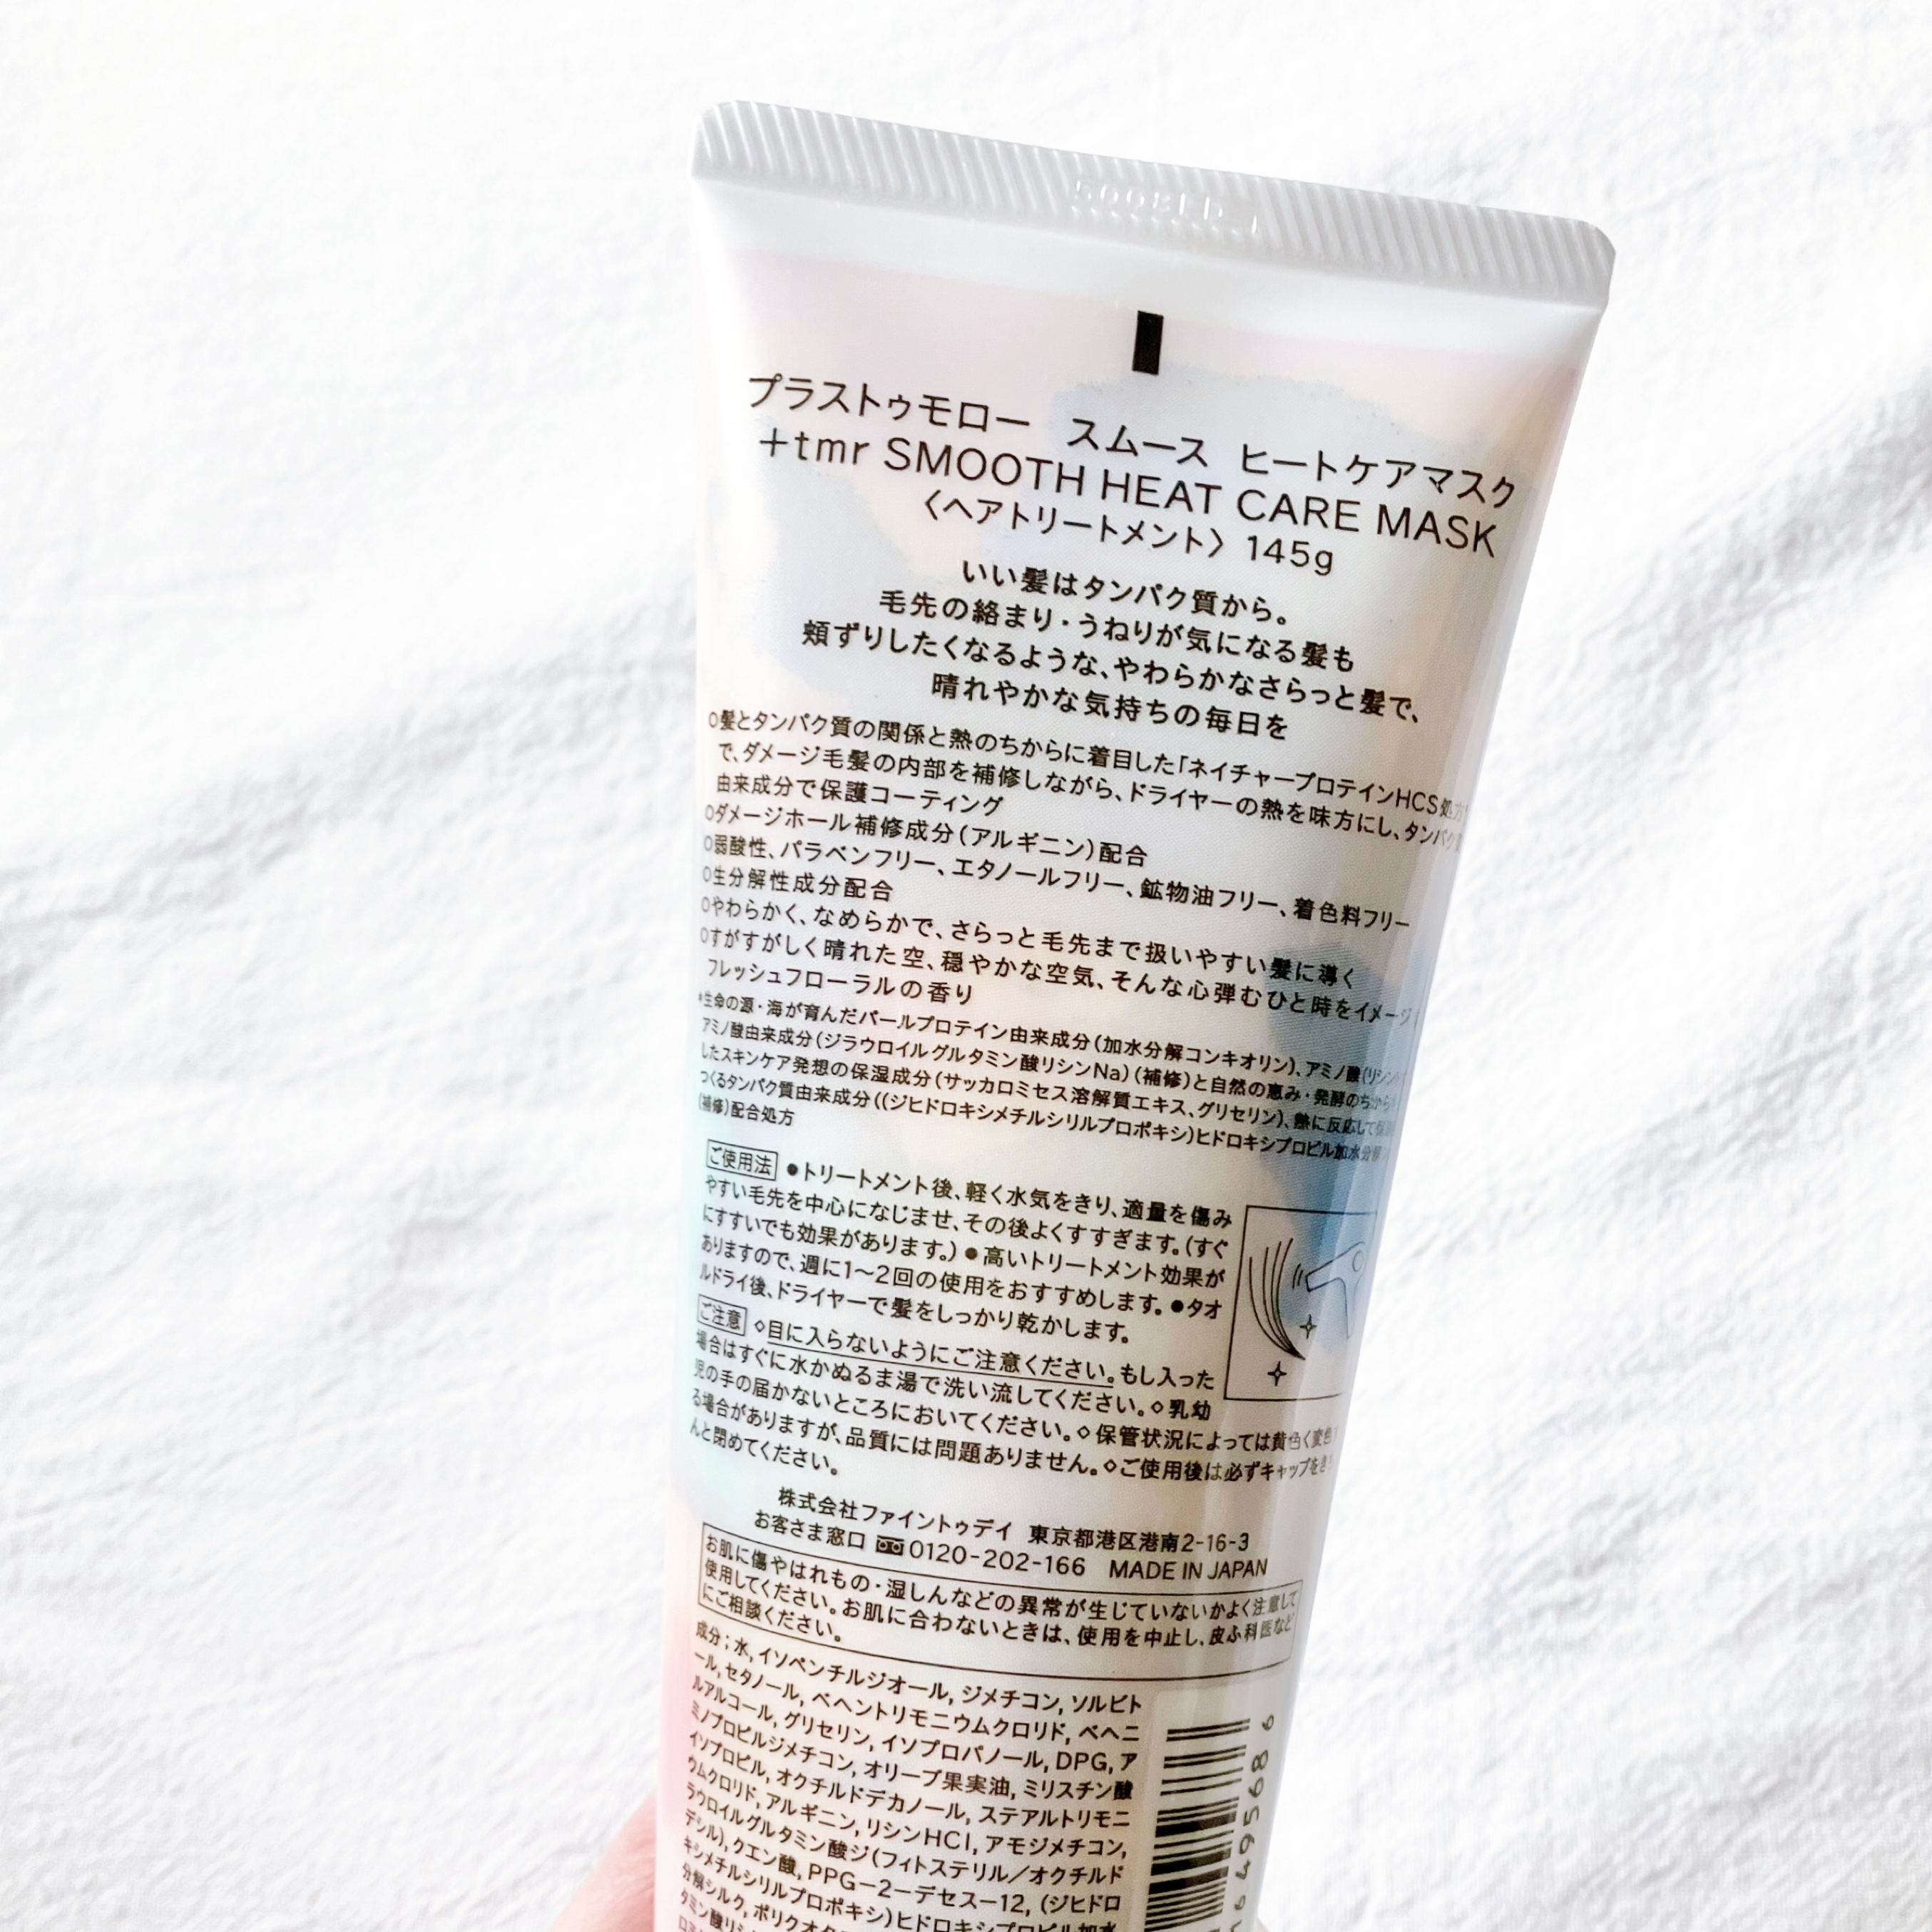 プラストゥモロー スムース ヒートケアマスク
+tmr SMOOTH HEAT CARE MASK
〈ヘアトリートメント〉 145g
いい髪はタンパク質から。
毛先の絡まり・うねりが気になる髪も
頬ずりしたくなるような、やわらかなさらっと髪で、
晴れやかな気持ちの毎日を
○髪とタンパク質の関係と熱のちからに着目した「ネイチャープロテインHCS処方
で、ダメージ毛髪の内部を補修しながら、ドライヤーの熱を味方にし、タンパク
由来成分で保護コーティング
○ダメージホール補修成分(アルギニン)配合
○弱酸性、パラベンフリー、エタノールフリー、鉱物油フリー、着色料フリー
○生分解性成分配合
○やわらかく、なめらかで、さらっと毛先まで扱いやすい髪に導く
○すがすがしく晴れた空、穏やかな空気、そんな心弾むひと時をイメージ
フレッシュフローラルの香り
*生命の源・海が育んだパールプロテイン由来成分(加水分解コンキオリン)、アミノ酸(リシン
アミノ酸由来成分(ジラウロイルグルタミン酸リシンNa)(補修)と自然の恵み・発酵のちから
したスキンケア発想の保湿成分(サッカロミセス溶解質エキス、グリセリン)、熱に反応して
つくるタンパク質由来成分((ジヒドロキシメチルシリルプロポキシ)ヒドロキシプロピル加水分解
(補修)配合処方
ご使用法 ●トリートメント後、軽く水気をきり、適量を傷み
やすい毛先を中心になじませ、その後よくすすぎます。(すぐ
にすすいでも効果があります。)●高いトリートメント効果が
ありますので、週に1〜2回の使用をおすすめします。●タオ
ルドライ後、ドライヤーで髪をしっかり乾かします。
ご注意 ◇目に入らないようにご注意ください。もし入った
場合はすぐに水かぬるま湯で洗い流してください。◇乳幼
児の手の届かないところにおいてください。◇保管状況によっては黄色く変色
る場合がありますが、品質には問題ありません。◇ご使用後は必ずキャップをき
んと閉めてください。
株式会社ファイントゥデイ 東京都港区港南2-16-3
お客さま窓口 0120-202-166 MADE IN JAPAN
お肌に傷やはれもの・湿しんなどの異常が生じていないかよく注意して
使用してください。お肌に合わないときは、使用を中止し、皮ふ科医など
にご相談ください。
成分;水,イソペンチルジオール,ジメチコン,ソルビト
ール,セタノール,ベヘントリモニウムクロリド,ベヘニ
ルアルコール,グリセリン,イソプロパノール,DPG,ア
ミノプロピルジメチコン,オリーブ果実油,ミリスチン酸
イソプロピル,オクチルドデカノール,ステアルトリモニ
ウムクロリド,アルギニン,リシンHCl,アモジメチコン,
ラウロイルグルタミン酸ジ(フィトステリル/オクチルド
デシル),クエン酸,PPG-2-デセス-12,(ジヒドロ
キシメチルシリルプロポキシ)ヒドロキシプロピル加水
分解シルク,ポリクオ